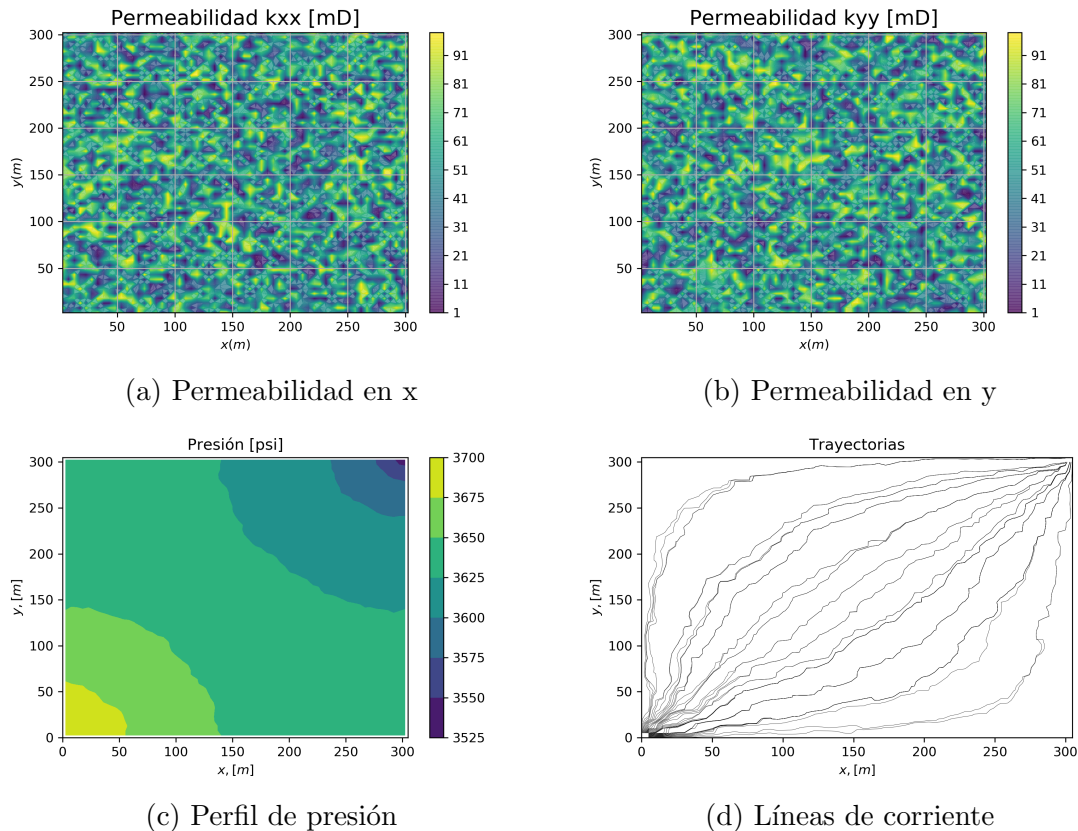 Permeabilidad kxx [mD]
300
250
200
150
100
50
y(m)
50 100 150 200 250 300
x(m)
91
81
71
61
51
41
31
21
11
1
(a) Permeabilidad en x
Permeabilidad kyy [mD]
300
250
200
150
100
50
y(m)
50 100 150 200 250 300
x(m)
91
81
71
61
51
41
31
21
11
1
(b) Permeabilidad en y
Presión [psi]
300
250
200
150
100
50
0
y, [m]
0 50 100 150 200 250 300
x, [m]
3700
3675
3650
3625
3600
3575
3550
3525
(c) Perfil de presión
Trayectorias
300
250
200
150
100
50
0
y, [m]
0 50 100 150 200 250 300
x, [m]
(d) Líneas de corriente